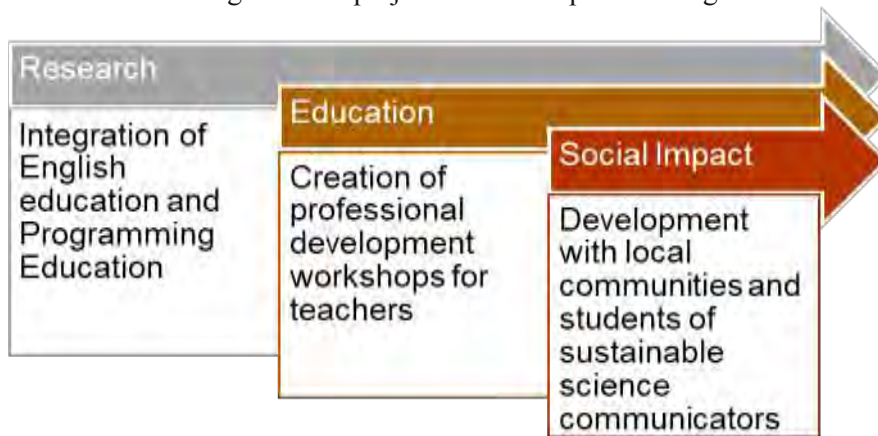 Research
Integration of
English
education and
Programming
Education
Education
Creation of
professional
development
workshops for
teachers
Social Impact
Development
with local
communities and
students of
sustainable
science
communicators